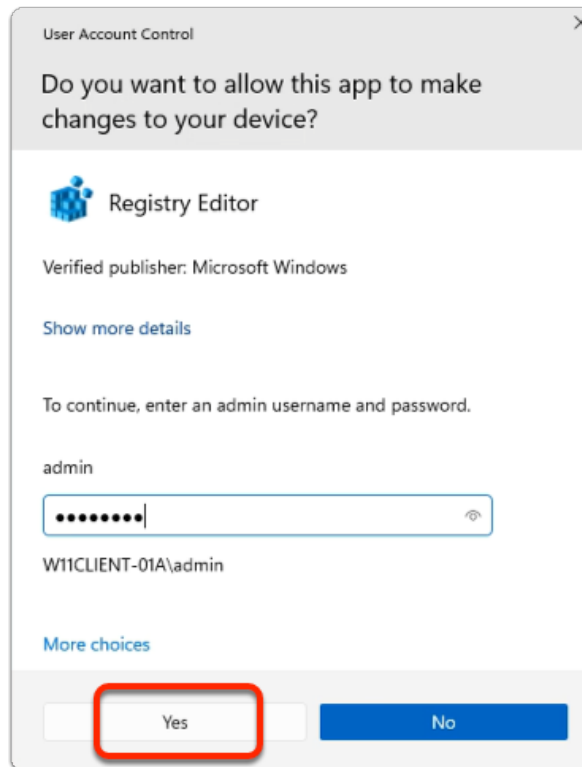 User Account Control
Do you want to allow this app to make
changes to your device?
Registry Editor
Verified publisher: Microsoft Windows
Show more details
To continue, enter an admin username and password.
admin
●●●●●●●●
W11CLIENT-01A\admin
More choices
Yes
No